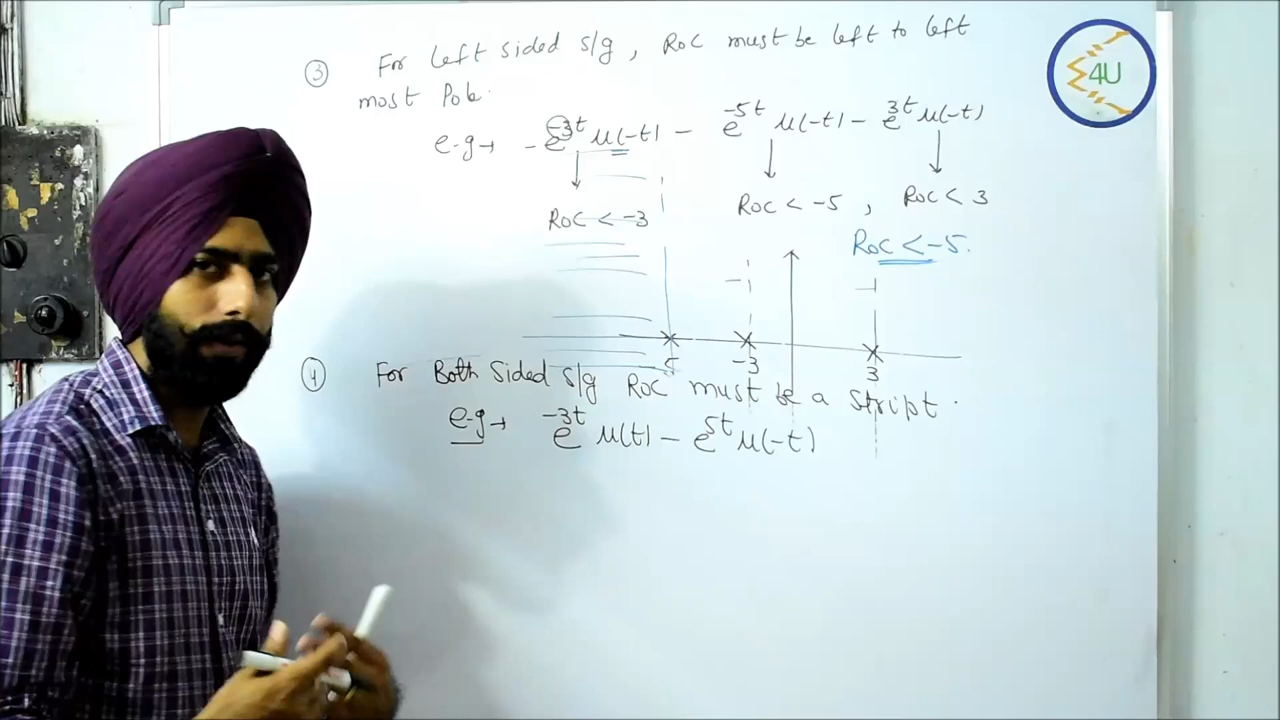 ③ For left sided s/g, RoC must be left to left
most Pole.
e.g → -e^-3t u(-t) - e^-5t u(-t) - e^3t u(-t)
RoC < -3 RoC < -5 , RoC < 3
RoC < -5.
5 -3 3
④ For Both Sided s/g RoC must be a stript.
e.g → e^-3t u(t) - e^5t u(-t)
4U